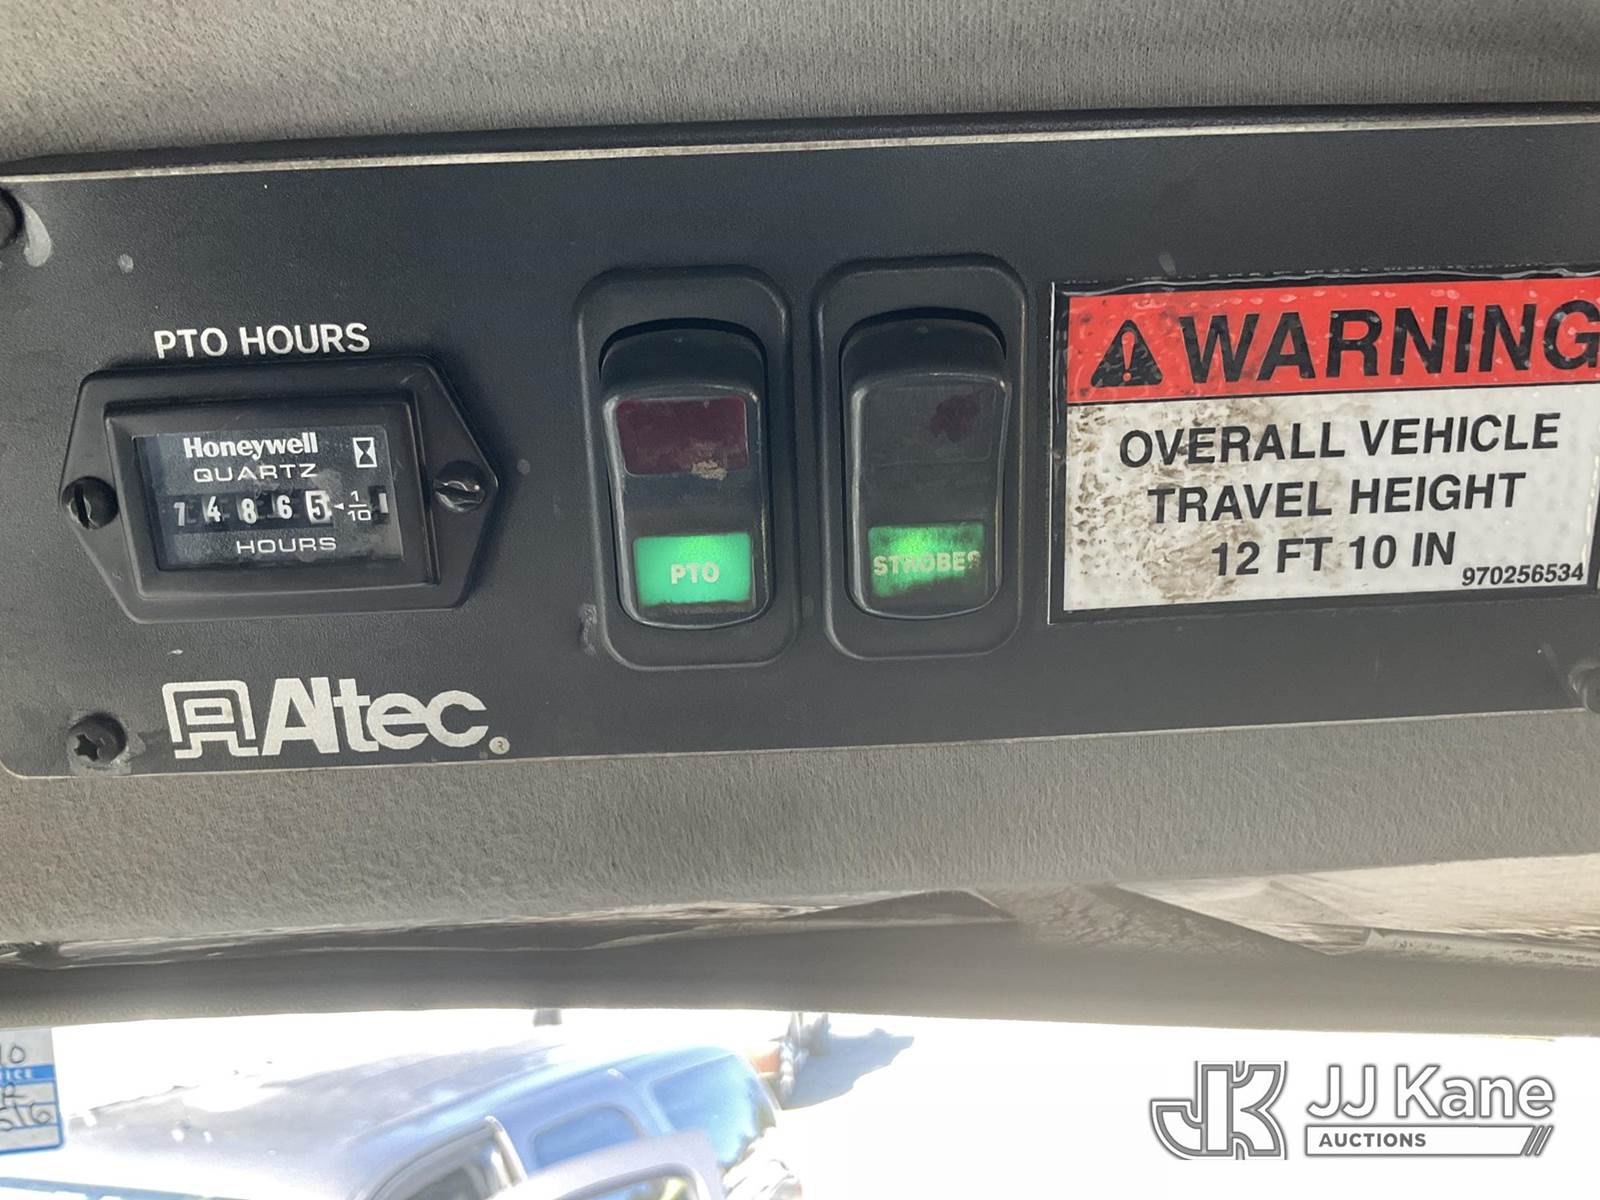 PTO HOURS
Honeywell
QUARTZ
74865 1/10
HOURS
Altec®
PTO
STROBES
WARNING
OVERALL VEHICLE
TRAVEL HEIGHT
12 FT 10 IN
970256534
JJ Kane
AUCTIONS